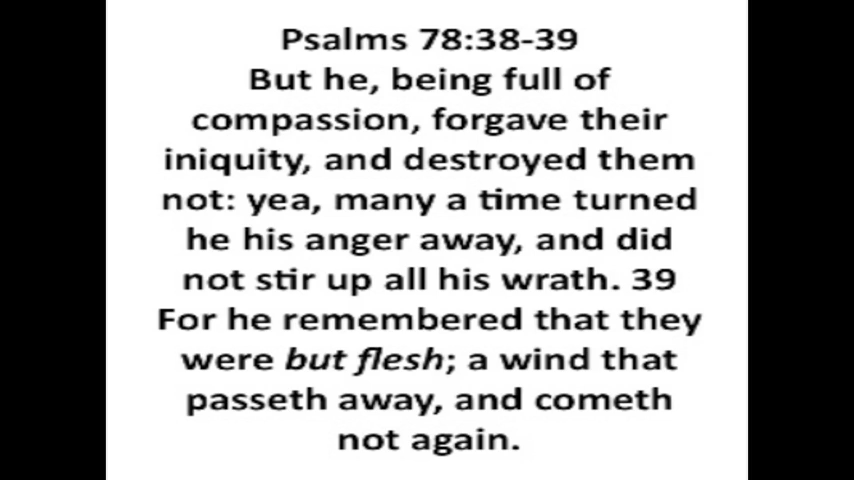 Psalms 78:38-39
But he, being full of
compassion, forgave their
iniquity, and destroyed them
not: yea, many a time turned
he his anger away, and did
not stir up all his wrath. 39
For he remembered that they
were but flesh; a wind that
passeth away, and cometh
not again.